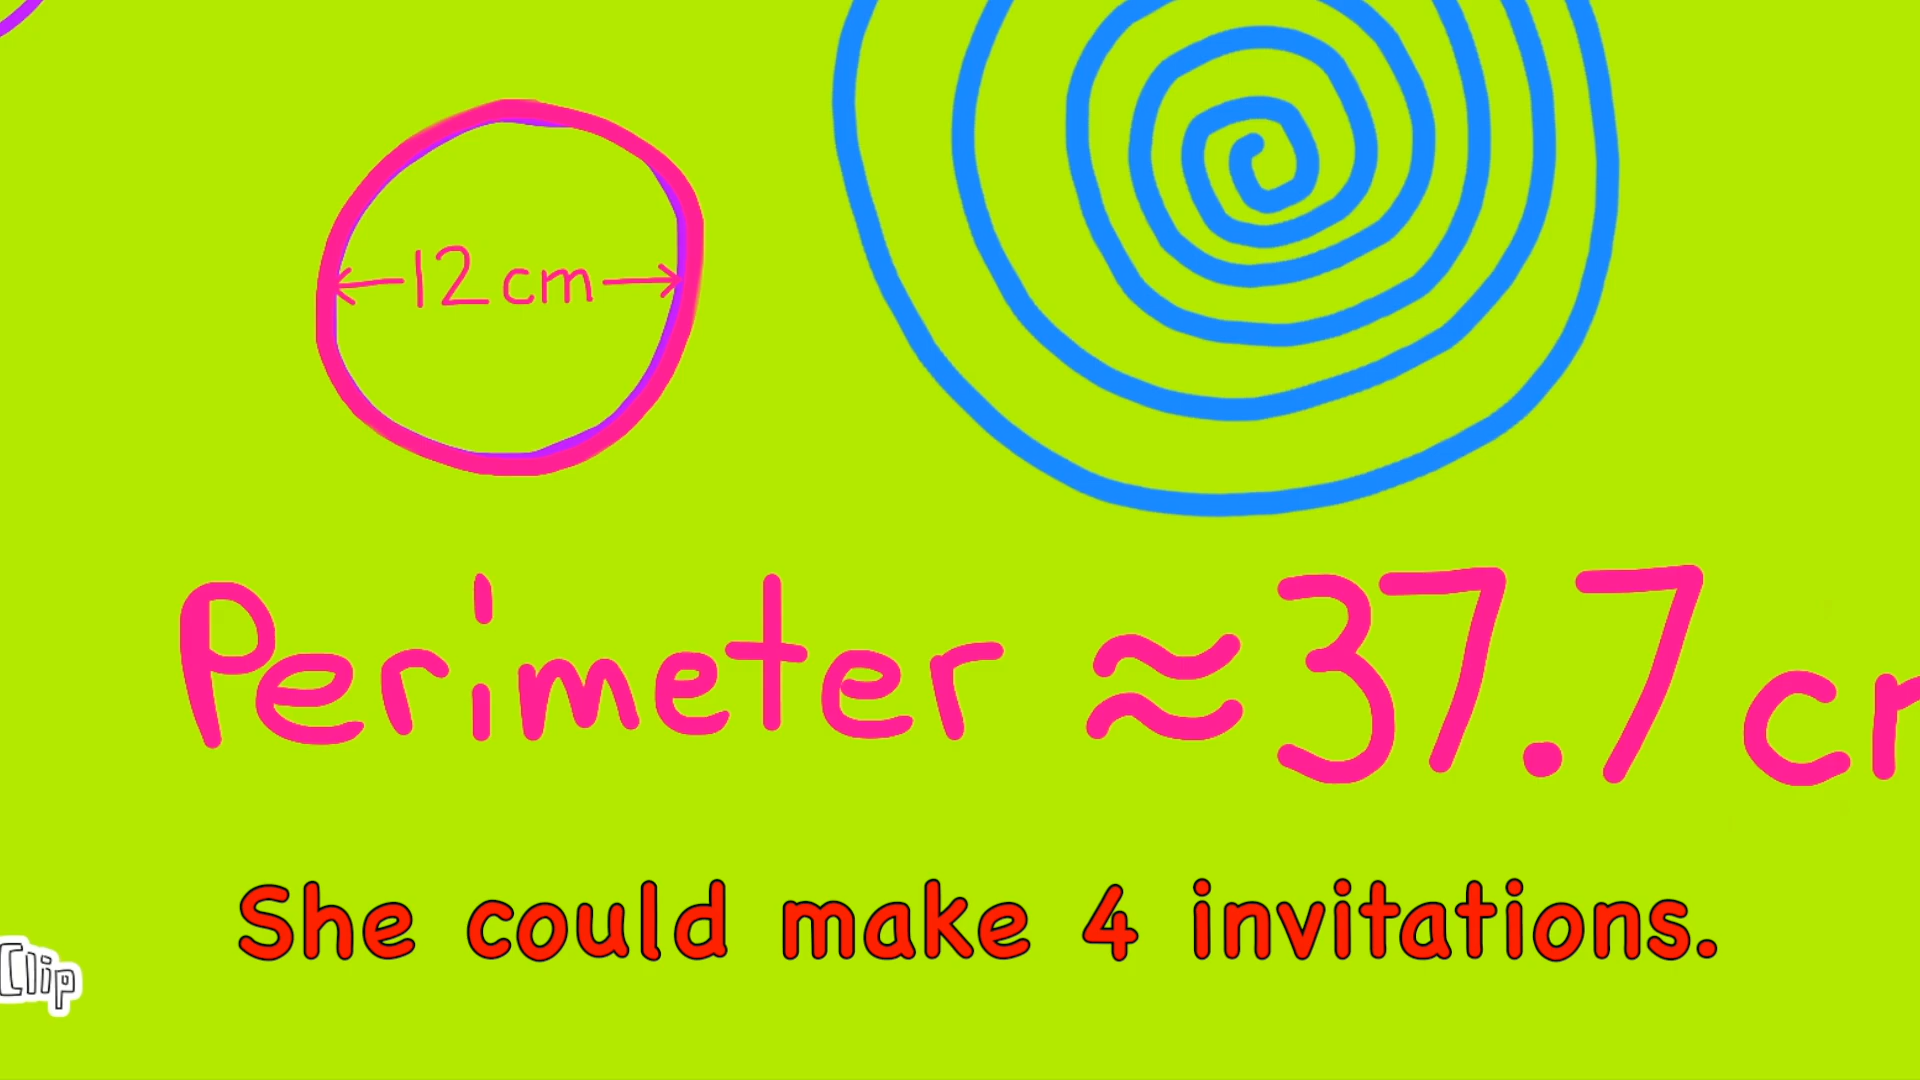 12 cm
Perimeter ≈ 37.7 c
She could make 4 invitations.
Clip